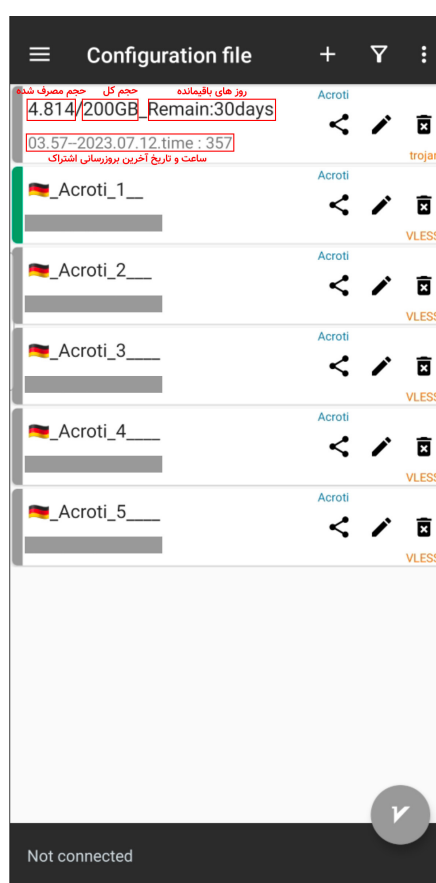 Configuration file
حجم مصرف شده حجم کل روز های باقیمانده
Acroti
4.814/200GB_Remain:30days
03.57--2023.07.12.time : 357
trojan
ساعت و تاریخ آخرین بروزرسانی اشتراک
Acroti
🇩🇪_Acroti_1__
VLESS
Acroti
🇩🇪_Acroti_2___
VLESS
Acroti
🇩🇪_Acroti_3____
VLESS
Acroti
🇩🇪_Acroti_4____
VLESS
Acroti
🇩🇪_Acroti_5____
VLESS
Not connected